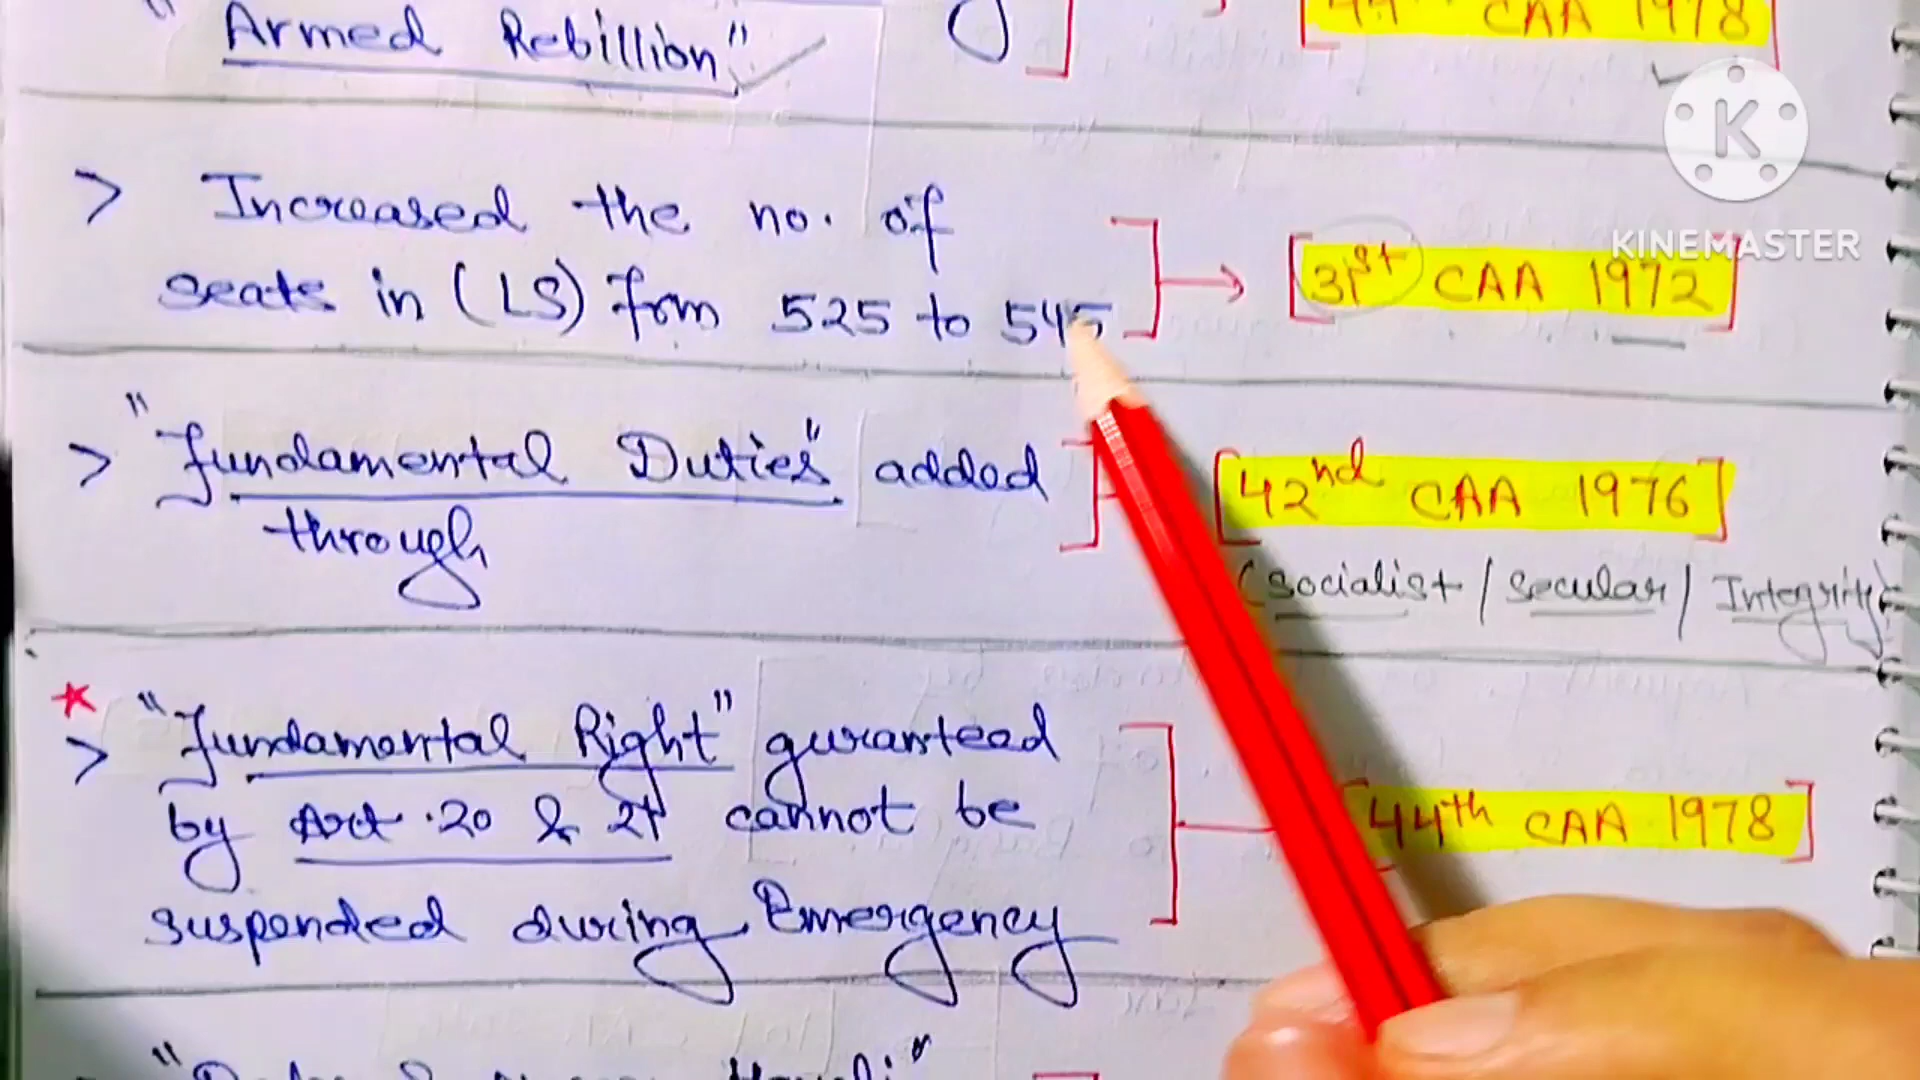 "Armed Rebillion"
44th CAA 1978
> Increased the no. of
seats in (LS) from 525 to 545
[31st CAA 1972]
KINEMASTER
> "Fundamental Duties" added
through
[42nd CAA 1976]
(Socialist / Secular / Integrity)
> "Fundamental Right" guranteed
by Art. 20 & 21 cannot be
suspended during Emergency
[44th CAA 1978]